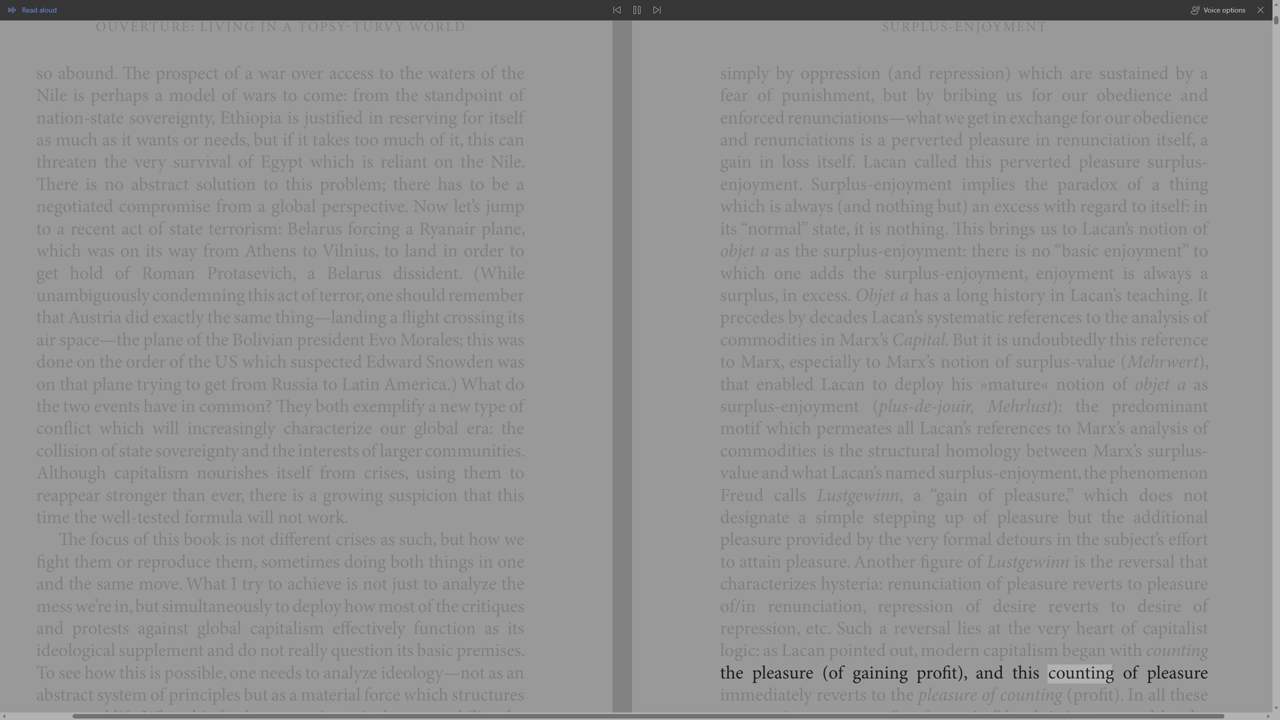 Read aloud
Voice options
OUVERTURE: LIVING IN A TOPSY-TURVY WORLD
so abound. The prospect of a war over access to the waters of the
Nile is perhaps a model of wars to come: from the standpoint of
nation-state sovereignty, Ethiopia is justified in reserving for itself
as much as it wants or needs, but if it takes too much of it, this can
threaten the very survival of Egypt which is reliant on the Nile.
There is no abstract solution to this problem; there has to be a
negotiated compromise from a global perspective. Now let’s jump
to a recent act of state terrorism: Belarus forcing a Ryanair plane,
which was on its way from Athens to Vilnius, to land in order to
get hold of Roman Protasevich, a Belarus dissident. (While
unambiguously condemning this act of terror, one should remember
that Austria did exactly the same thing—landing a flight crossing its
air space—the plane of the Bolivian president Evo Morales; this was
done on the order of the US which suspected Edward Snowden was
on that plane trying to get from Russia to Latin America.) What do
the two events have in common? They both exemplify a new type of
conflict which will increasingly characterize our global era: the
collision of state sovereignty and the interests of larger communities.
Although capitalism nourishes itself from crises, using them to
reappear stronger than ever, there is a growing suspicion that this
time the well-tested formula will not work.
The focus of this book is not different crises as such, but how we
fight them or reproduce them, sometimes doing both things in one
and the same move. What I try to achieve is not just to analyze the
mess we’re in, but simultaneously to deploy how most of the critiques
and protests against global capitalism effectively function as its
ideological supplement and do not really question its basic premises.
To see how this is possible, one needs to analyze ideology—not as an
abstract system of principles but as a material force which structures
SURPLUS-ENJOYMENT
simply by oppression (and repression) which are sustained by a
fear of punishment, but by bribing us for our obedience and
enforced renunciations—what we get in exchange for our obedience
and renunciations is a perverted pleasure in renunciation itself, a
gain in loss itself. Lacan called this perverted pleasure surplus-
enjoyment. Surplus-enjoyment implies the paradox of a thing
which is always (and nothing but) an excess with regard to itself: in
its “normal” state, it is nothing. This brings us to Lacan’s notion of
objet a as the surplus-enjoyment: there is no “basic enjoyment” to
which one adds the surplus-enjoyment, enjoyment is always a
surplus, in excess. Objet a has a long history in Lacan’s teaching. It
precedes by decades Lacan’s systematic references to the analysis of
commodities in Marx’s Capital. But it is undoubtedly this reference
to Marx, especially to Marx’s notion of surplus-value (Mehrwert),
that enabled Lacan to deploy his »mature« notion of objet a as
surplus-enjoyment (plus-de-jouir, Mehrlust): the predominant
motif which permeates all Lacan’s references to Marx’s analysis of
commodities is the structural homology between Marx’s surplus-
value and what Lacan’s named surplus-enjoyment, the phenomenon
Freud calls Lustgewinn, a “gain of pleasure,” which does not
designate a simple stepping up of pleasure but the additional
pleasure provided by the very formal detours in the subject’s effort
to attain pleasure. Another figure of Lustgewinn is the reversal that
characterizes hysteria: renunciation of pleasure reverts to pleasure
of/in renunciation, repression of desire reverts to desire of
repression, etc. Such a reversal lies at the very heart of capitalist
logic: as Lacan pointed out, modern capitalism began with counting
the pleasure (of gaining profit), and this counting of pleasure
immediately reverts to the pleasure of counting (profit). In all these